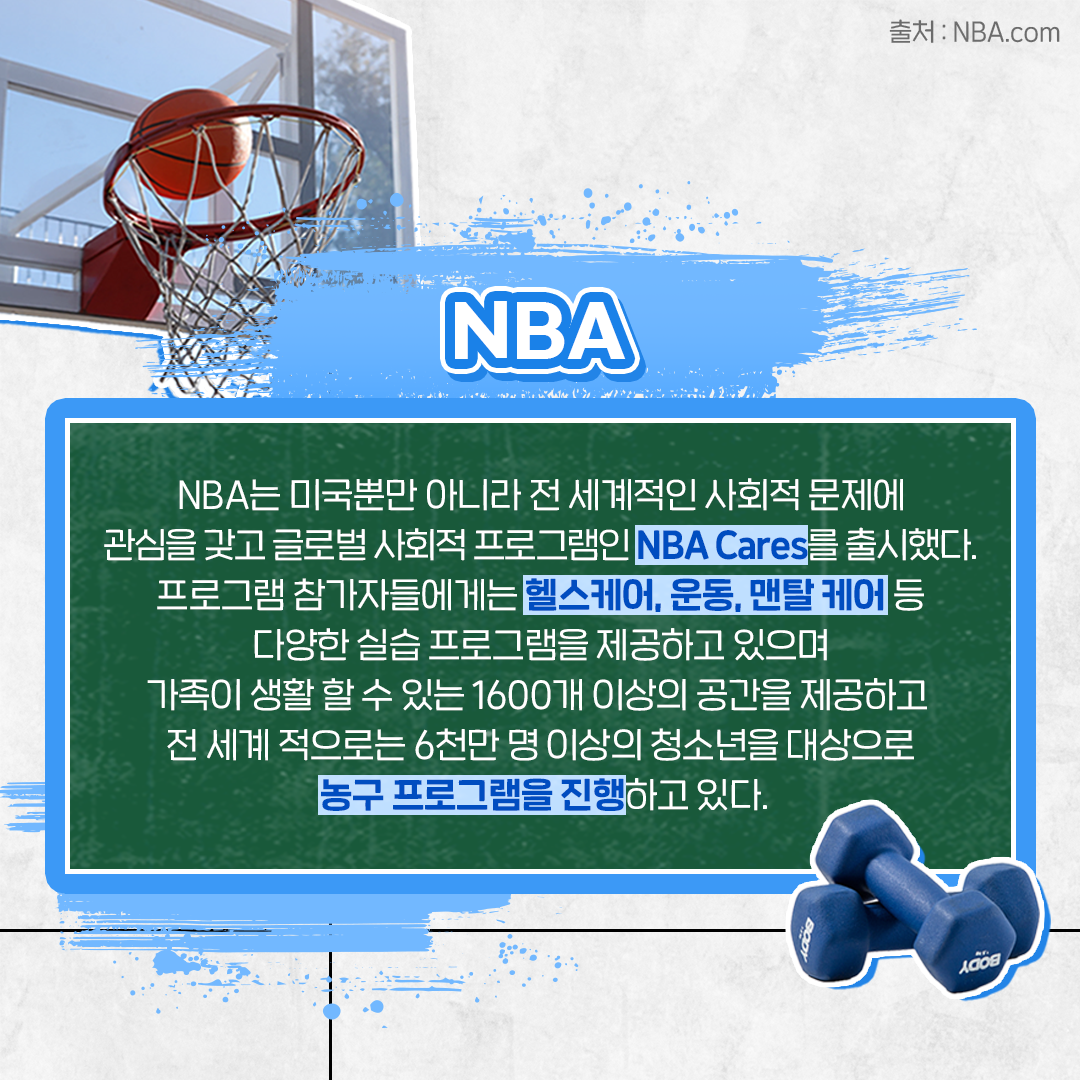 출처 : NBA.com
NBA
NBA는 미국뿐만 아니라 전 세계적인 사회적 문제에
관심을 갖고 글로벌 사회적 프로그램인 NBA Cares를 출시했다.
프로그램 참가자들에게는 헬스케어, 운동, 맨탈 케어 등
다양한 실습 프로그램을 제공하고 있으며
가족이 생활 할 수 있는 1600개 이상의 공간을 제공하고
전 세계 적으로는 6천만 명 이상의 청소년을 대상으로
농구 프로그램을 진행하고 있다.
BODY
BODY